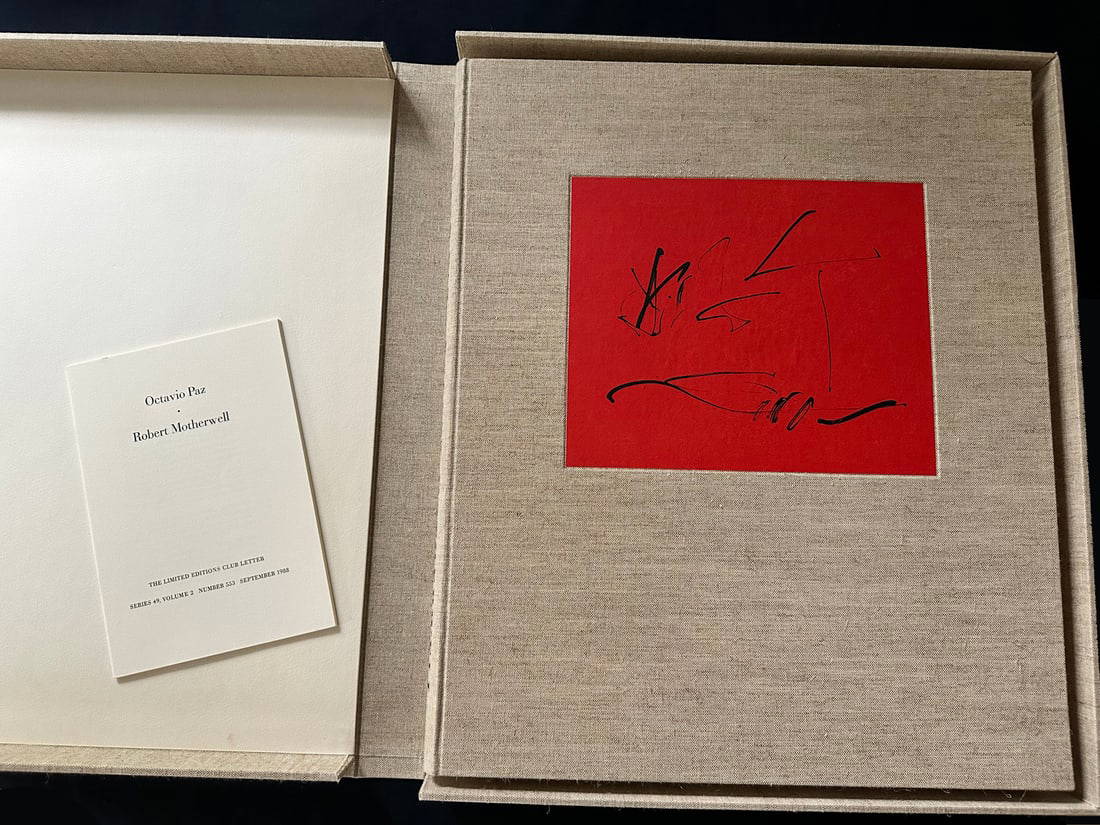 Octavio Paz
·
Robert Motherwell
THE LIMITED EDITIONS CLUB LETTER
SERIES 49, VOLUME 2 NUMBER 553 SEPTEMBER 1988